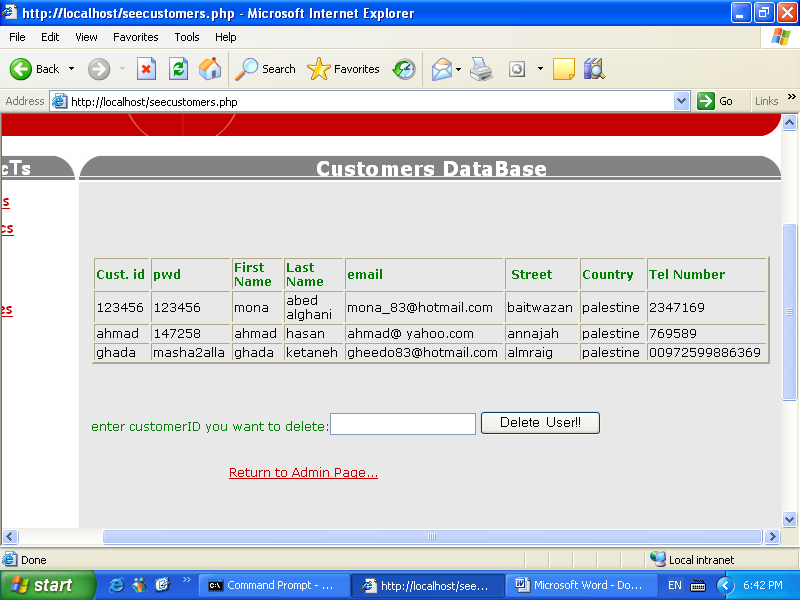 http://localhost/seecustomers.php - Microsoft Internet Explorer
File Edit View Favorites Tools Help
Back Search Favorites
Address http://localhost/seecustomers.php Go Links »
cTs Customers DataBase
s
cs
es
Cust. id pwd First Name Last Name email Street Country Tel Number
123456 123456 mona abed alghani mona_83@hotmail.com baitwazan palestine 2347169
ahmad 147258 ahmad hasan ahmad@ yahoo.com annajah palestine 769589
ghada masha2alla ghada ketaneh gheedo83@hotmail.com almraig palestine 00972599886369
enter customerID you want to delete: Delete User!!
Return to Admin Page...
Done Local intranet
start » Command Prompt - ... http://localhost/see... Microsoft Word - Do... EN 6:42 PM